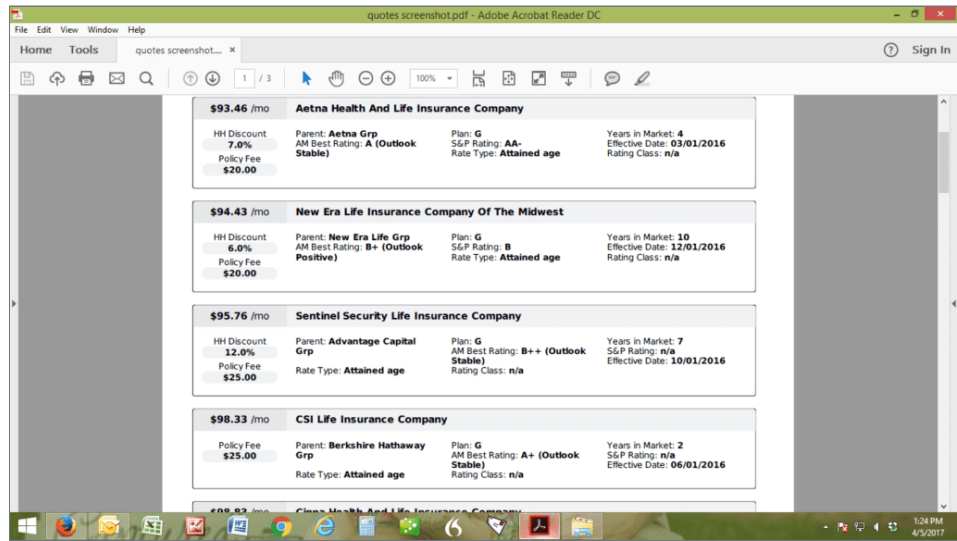 quotes screenshot.pdf - Adobe Acrobat Reader DC
File Edit View Window Help
Home Tools quotes screenshot.... × ? Sign In
1 / 3 100%
$93.46 /mo Aetna Health And Life Insurance Company
HH Discount Parent: Aetna Grp Plan: G Years in Market: 4
7.0% AM Best Rating: A (Outlook S&P Rating: AA- Effective Date: 03/01/2016
Stable) Rate Type: Attained age Rating Class: n/a
Policy Fee
$20.00
$94.43 /mo New Era Life Insurance Company Of The Midwest
HH Discount Parent: New Era Life Grp Plan: G Years in Market: 10
6.0% AM Best Rating: B+ (Outlook S&P Rating: B Effective Date: 12/01/2016
Positive) Rate Type: Attained age Rating Class: n/a
Policy Fee
$20.00
$95.76 /mo Sentinel Security Life Insurance Company
HH Discount Parent: Advantage Capital Plan: G Years in Market: 7
12.0% Grp AM Best Rating: B++ (Outlook S&P Rating: n/a
Stable) Effective Date: 10/01/2016
Policy Fee Rate Type: Attained age Rating Class: n/a
$25.00
$98.33 /mo CSI Life Insurance Company
Policy Fee Parent: Berkshire Hathaway Plan: G Years in Market: 2
$25.00 Grp AM Best Rating: A+ (Outlook S&P Rating: n/a
Stable) Effective Date: 06/01/2016
Rate Type: Attained age Rating Class: n/a
$98.82 /mo Cigna Health And Life Insurance Company
1:24 PM
4/5/2017